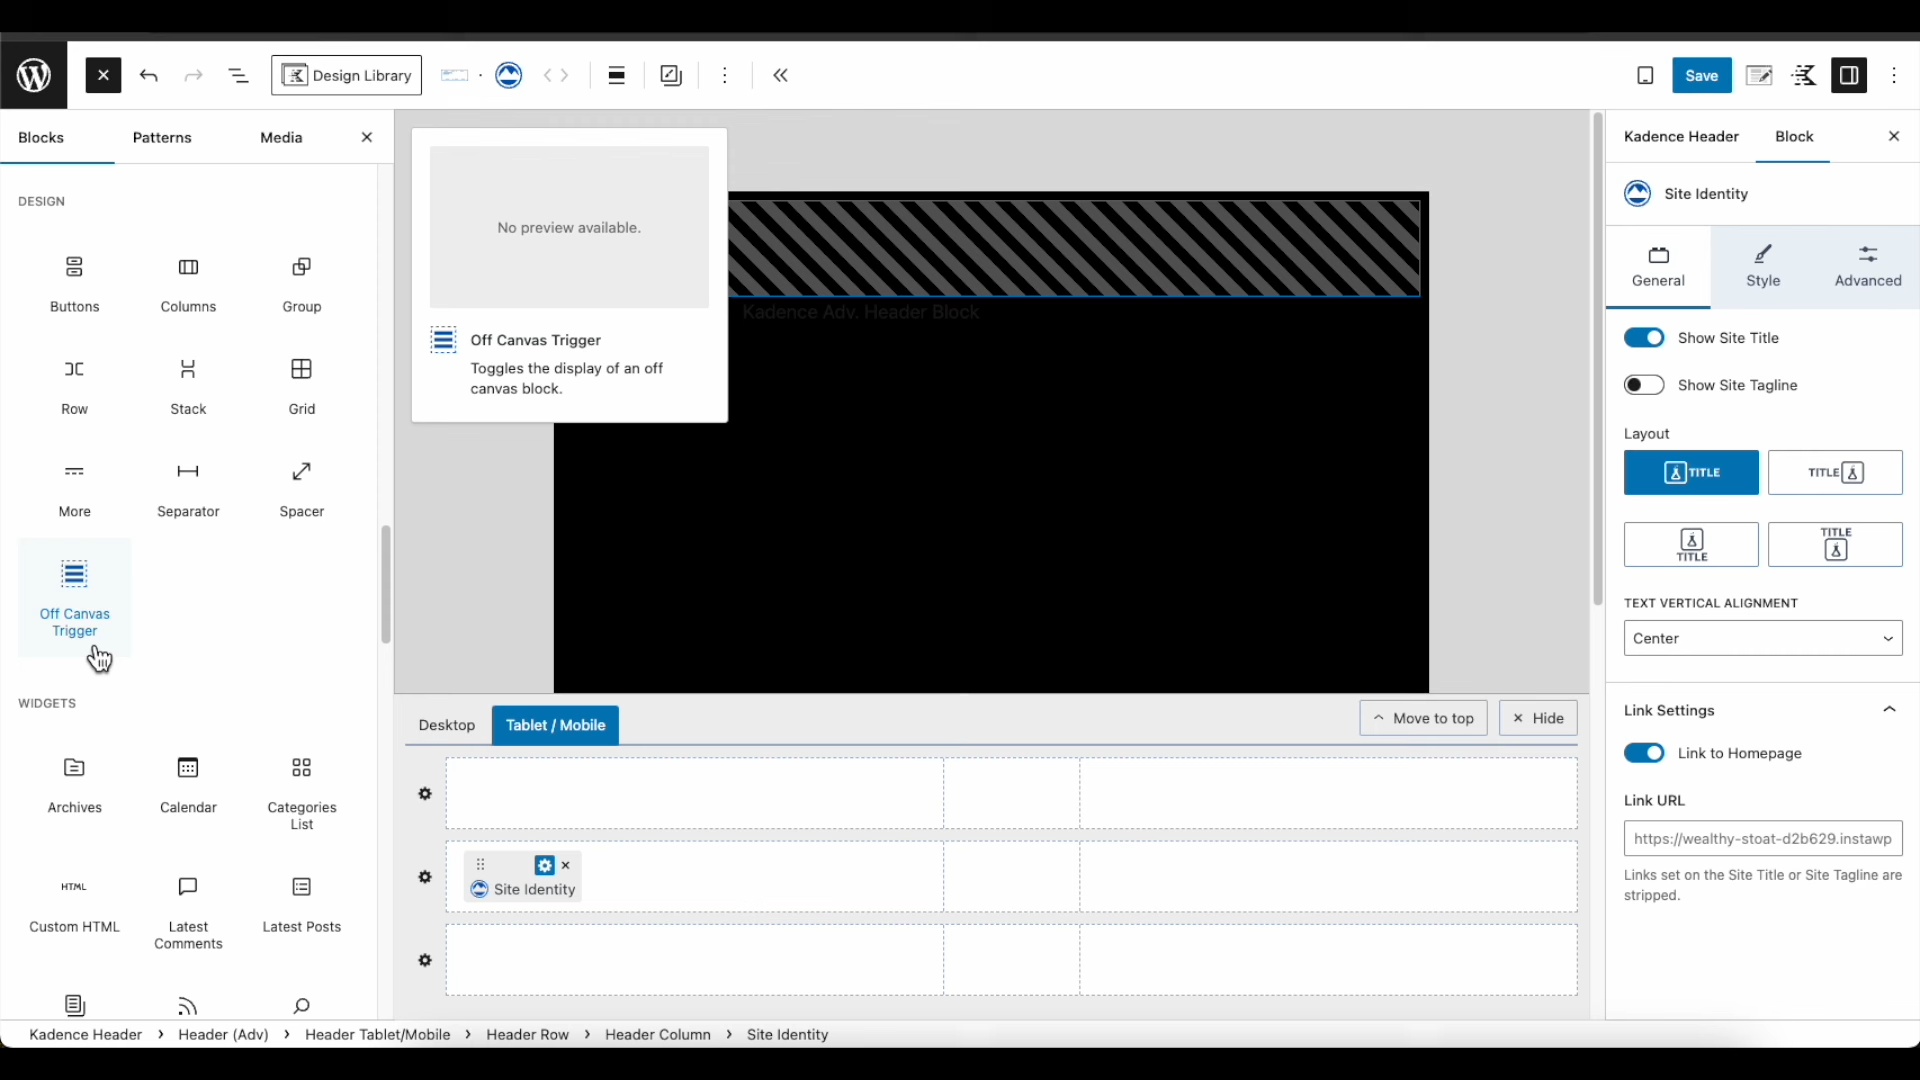 Design Library
Save
Blocks
Patterns
Media
DESIGN
Buttons
Columns
Group
Row
Stack
Grid
More
Separator
Spacer
Off Canvas
Trigger
WIDGETS
Archives
Calendar
Categories
List
HTML
Custom HTML
Latest
Comments
Latest Posts
No preview available.
Off Canvas Trigger
Toggles the display of an off
canvas block.
Kadence Adv. Header Block
Desktop
Tablet / Mobile
Move to top
Hide
Site Identity
Kadence Header
Block
Site Identity
General
Style
Advanced
Show Site Title
Show Site Tagline
Layout
TITLE
TITLE
TITLE
TITLE
TEXT VERTICAL ALIGNMENT
Center
Link Settings
Link to Homepage
Link URL
https://wealthy-stoat-d2b629.instawp
Links set on the Site Title or Site Tagline are
stripped.
Kadence Header › Header (Adv) › Header Tablet/Mobile › Header Row › Header Column › Site Identity